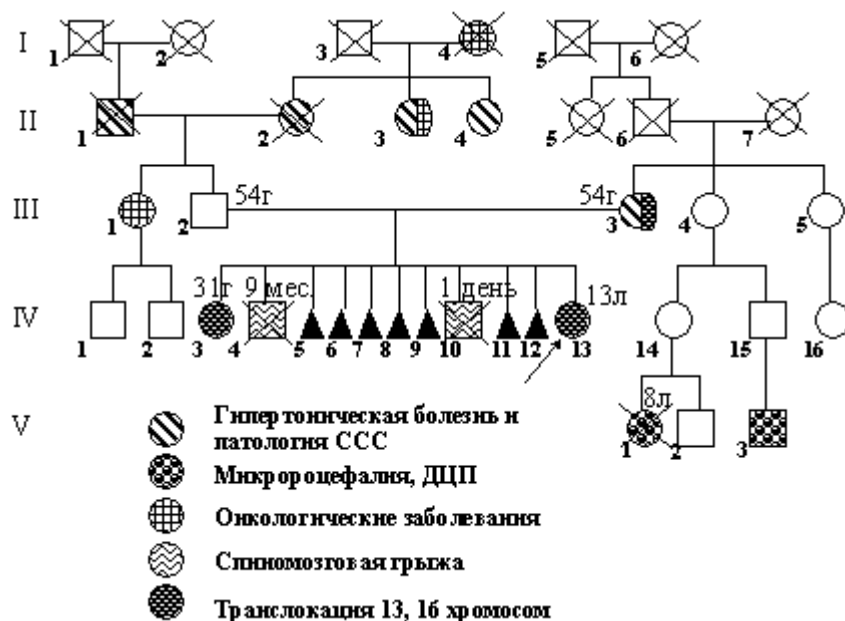 I
1 2 3 4 5 6
II
1 2 3 4 5 6 7
54г 54г
III
1 2 3 4 5
31г 9 мес. 1 день 13л
IV
1 2 3 4 5 6 7 8 9 10 11 12 13 14 15 16
8л
V
1 2 3
Гипертоническая болезнь и
патология ССС
Микророцефалия, ДЦП
Онкологические заболевания
Спиномозговая грыжа
Транслокация 13, 16 хромосом